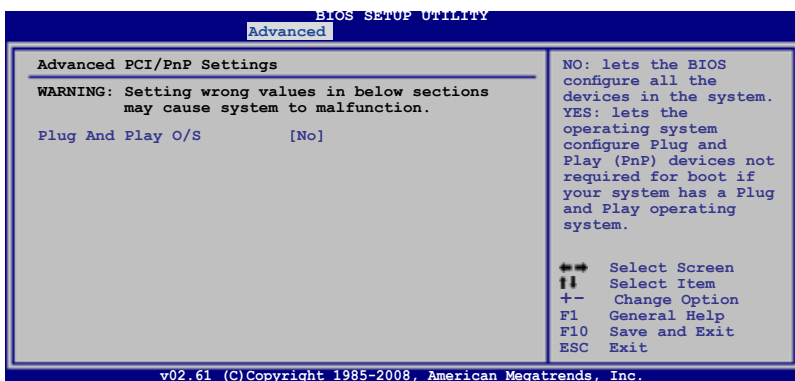 BIOS SETUP UTILITY
Advanced
Advanced PCI/PnP Settings
WARNING: Setting wrong values in below sections
may cause system to malfunction.
Plug And Play O/S [No]
NO: lets the BIOS
configure all the
devices in the system.
YES: lets the
operating system
configure Plug and
Play (PnP) devices not
required for boot if
your system has a Plug
and Play operating
system.
←→ Select Screen
↑↓ Select Item
+- Change Option
F1 General Help
F10 Save and Exit
ESC Exit
v02.61 (C)Copyright 1985-2008, American Megatrends, Inc.